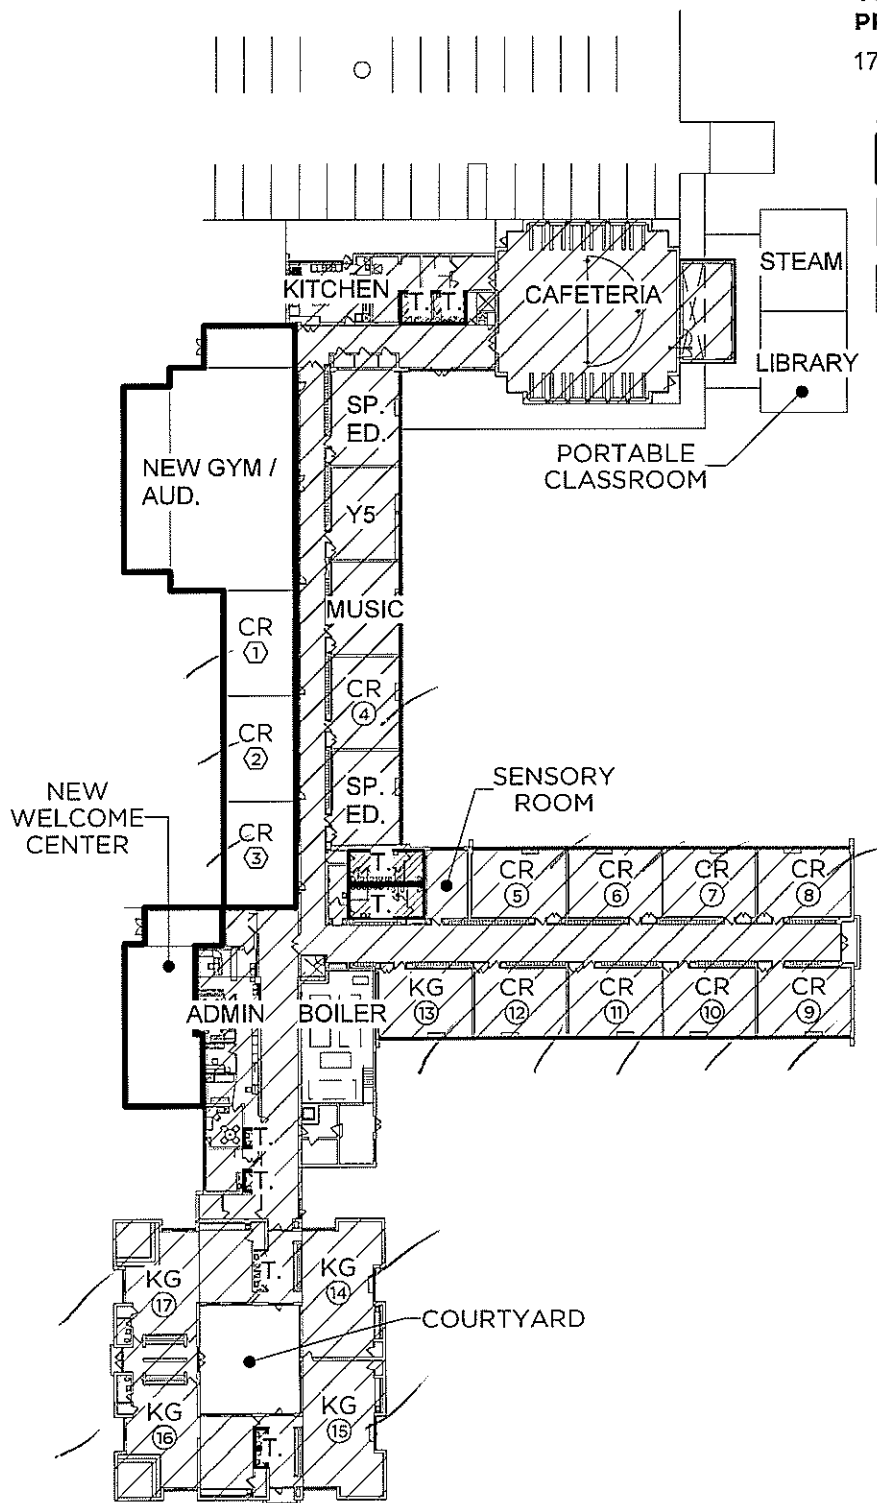 17
STEAM
KITCHEN
T. T.
CAFETERIA
LIBRARY
SP.
ED.
PORTABLE
CLASSROOM
NEW GYM /
AUD.
Y5
MUSIC
CR
1
CR
4
CR
2
SP.
ED.
SENSORY
ROOM
NEW
WELCOME
CENTER
CR
3
T.
T.
CR
5
CR
6
CR
7
CR
8
ADMIN
BOILER
KG
13
CR
12
CR
11
CR
10
CR
9
T.
T.
KG
17
T.
KG
14
COURTYARD
KG
16
T.
KG
15